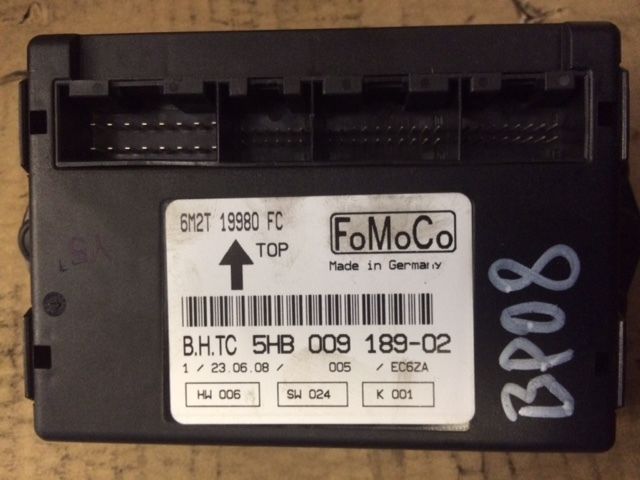 6M2T 19980 FC
FoMoCo
TOP
Made in Germany
B.H.TC 5HB 009 189-02
1 / 23.06.08 / 005 / EC6ZA
HW 006 SW 024 K 001
BP08